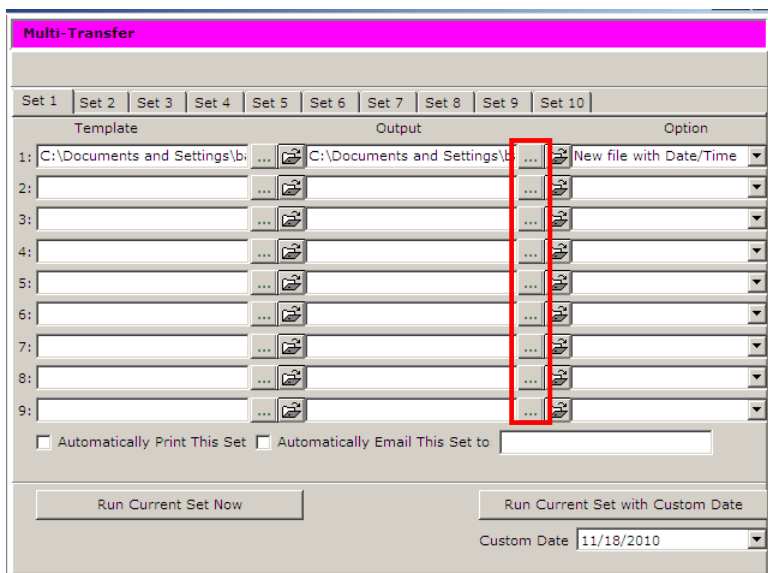 Multi-Transfer
Set 1 Set 2 Set 3 Set 4 Set 5 Set 6 Set 7 Set 8 Set 9 Set 10
Template Output Option
1: C:\Documents and Settings\b ... C:\Documents and Settings\b ... New file with Date/Time
2: ... ...
3: ... ...
4: ... ...
5: ... ...
6: ... ...
7: ... ...
8: ... ...
9: ... ...
Automatically Print This Set Automatically Email This Set to
Run Current Set Now Run Current Set with Custom Date
Custom Date 11/18/2010